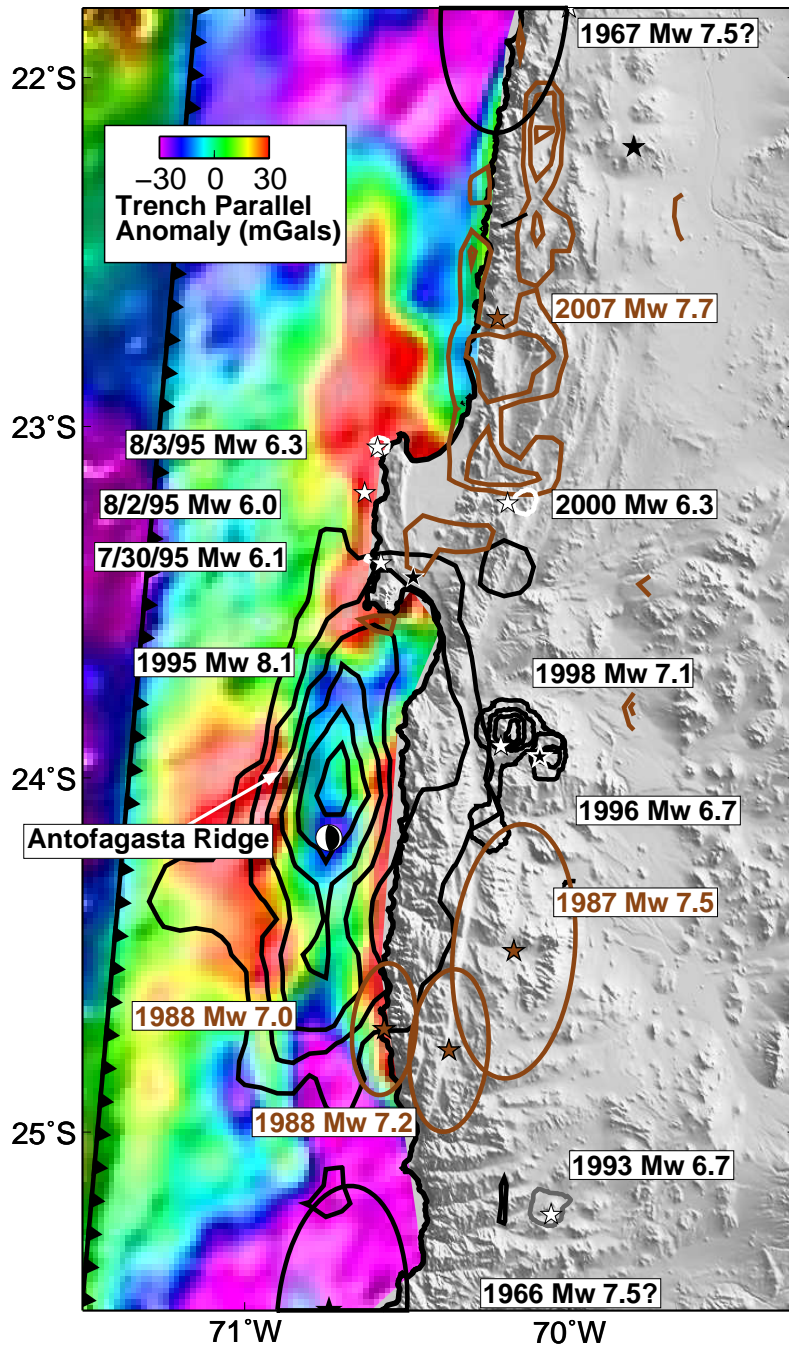 1967 Mw 7.5?
22°S
−30 0 30
Trench Parallel
Anomaly (mGals)
2007 Mw 7.7
23°S
8/3/95 Mw 6.3
8/2/95 Mw 6.0
2000 Mw 6.3
7/30/95 Mw 6.1
1995 Mw 8.1
1998 Mw 7.1
24°S
1996 Mw 6.7
Antofagasta Ridge
1987 Mw 7.5
1988 Mw 7.0
1988 Mw 7.2
25°S
1993 Mw 6.7
1966 Mw 7.5?
71°W
70°W